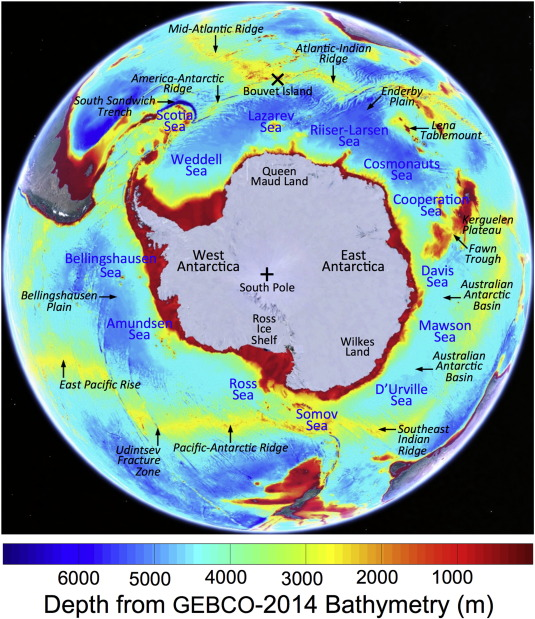 Mid-Atlantic Ridge
Atlantic-Indian
Ridge
America-Antarctic
Ridge
Bouvet Island
Enderby
Plain
South Sandwich
Trench
Scotia
Sea
Lazarev
Sea
Riiser-Larsen
Sea
Lena
Tablemount
Weddell
Sea
Queen
Maud Land
Cosmonauts
Sea
Cooperation
Sea
Kerguelen
Plateau
Fawn
Trough
Bellingshausen
Sea
West
Antarctica
East
Antarctica
South Pole
Davis
Sea
Bellingshausen
Plain
Australian
Antarctic
Basin
Amundsen
Sea
Ross
Ice
Shelf
Wilkes
Land
Mawson
Sea
Australian
Antarctic
Basin
East Pacific Rise
Ross
Sea
D'Urville
Sea
Somov
Sea
Udintsev
Fracture
Zone
Pacific-Antarctic Ridge
Southeast
Indian
Ridge
6000 5000 4000 3000 2000 1000
Depth from GEBCO-2014 Bathymetry (m)